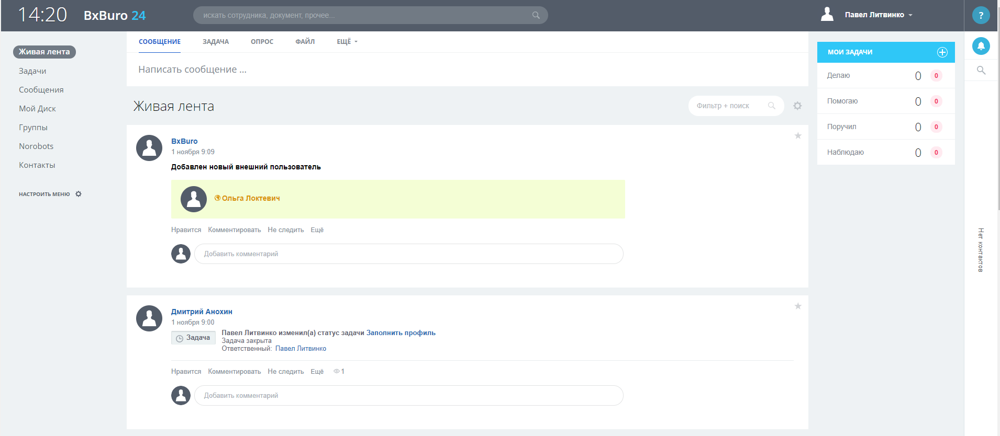 14:20
BxBuro 24
искать сотрудника, документ, прочее...
Павел Литвинко
?
Живая лента
Задачи
Сообщения
Мой Диск
Группы
Norobots
Контакты
НАСТРОИТЬ МЕНЮ
СООБЩЕНИЕ ЗАДАЧА ОПРОС ФАЙЛ ЕЩЁ
Написать сообщение ...
Живая лента
Фильтр + поиск
BxBuro
1 ноября 9:09
Добавлен новый внешний пользователь
Ольга Локтевич
Нравится Комментировать Не следить Ещё
Добавить комментарий
Дмитрий Анохин
1 ноября 9:00
Задача
Павел Литвинко изменил(а) статус задачи Заполнить профиль
Задача закрыта
Ответственный: Павел Литвинко
Нравится Комментировать Не следить Ещё 1
Добавить комментарий
МОИ ЗАДАЧИ
Делаю 0 0
Помогаю 0 0
Поручил 0 0
Наблюдаю 0 0
Нет контактов